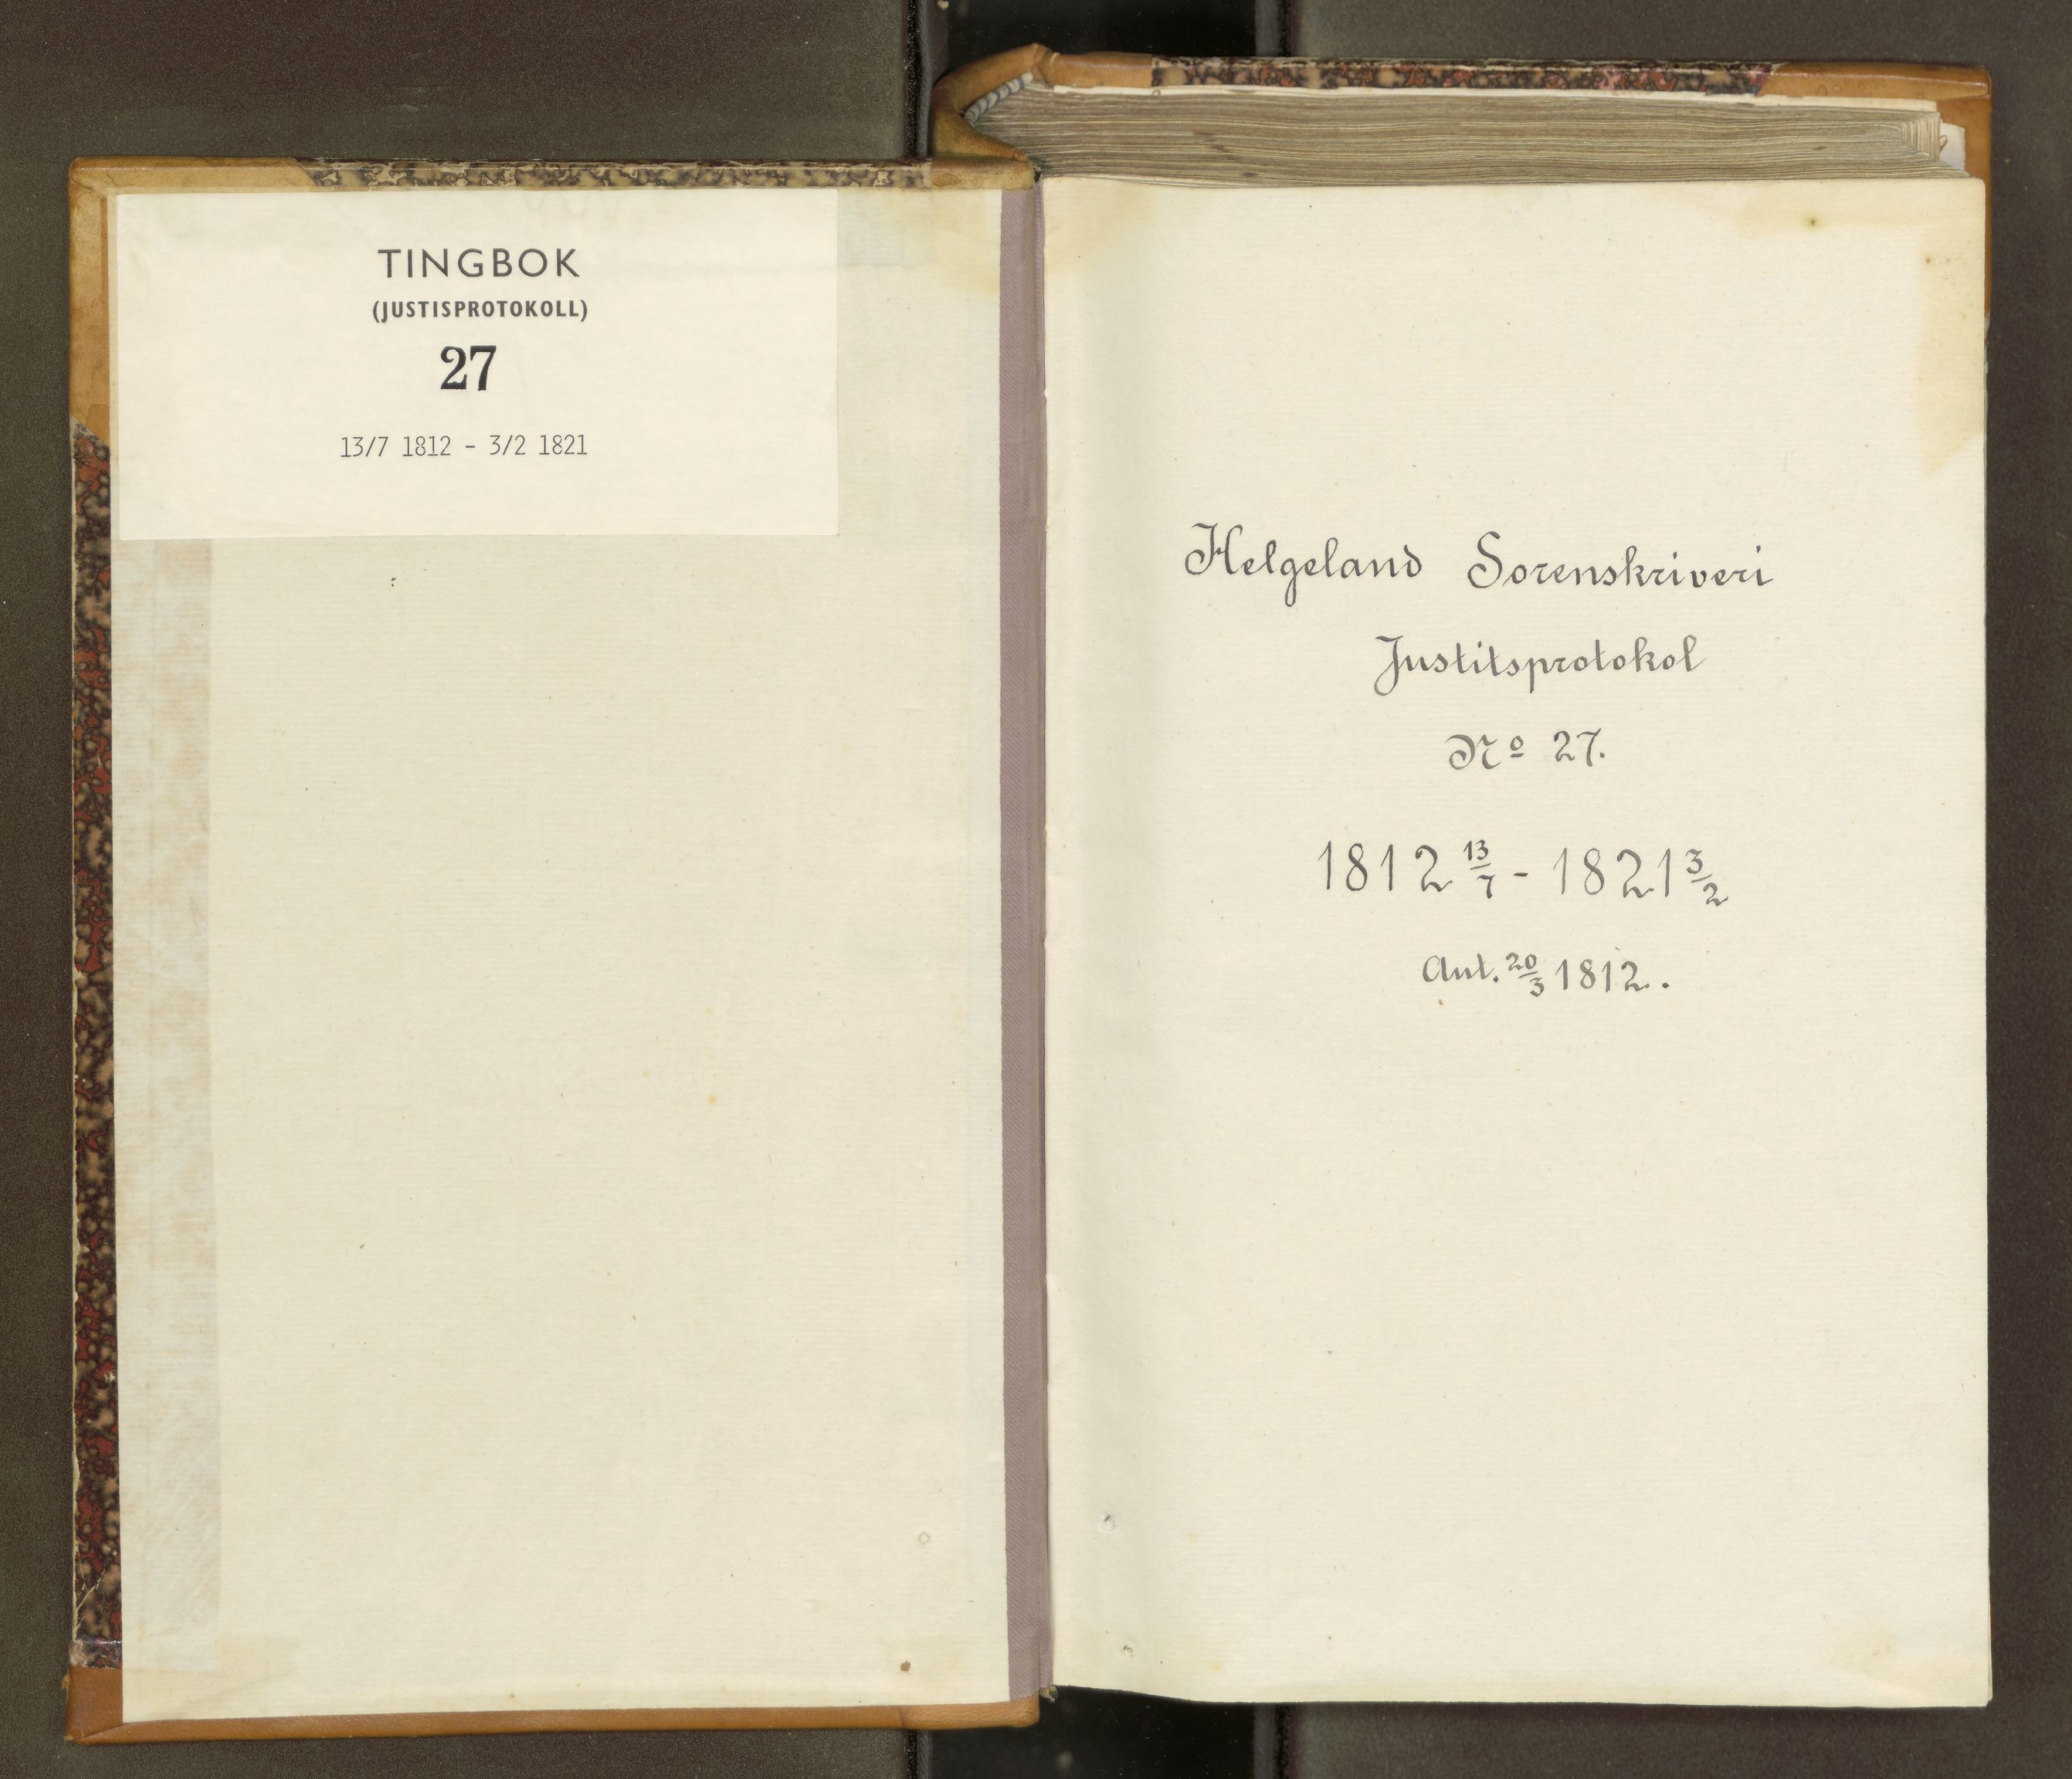 TINGBOK
(JUSTISPROTOKOLL)
27
13/7 1812 - 3/2 1821
Helgeland Sorenskriveri
Justitsprotokol
Nº 27.
1812 13/7 - 1821 3/2
Aut. 20/3 1812.